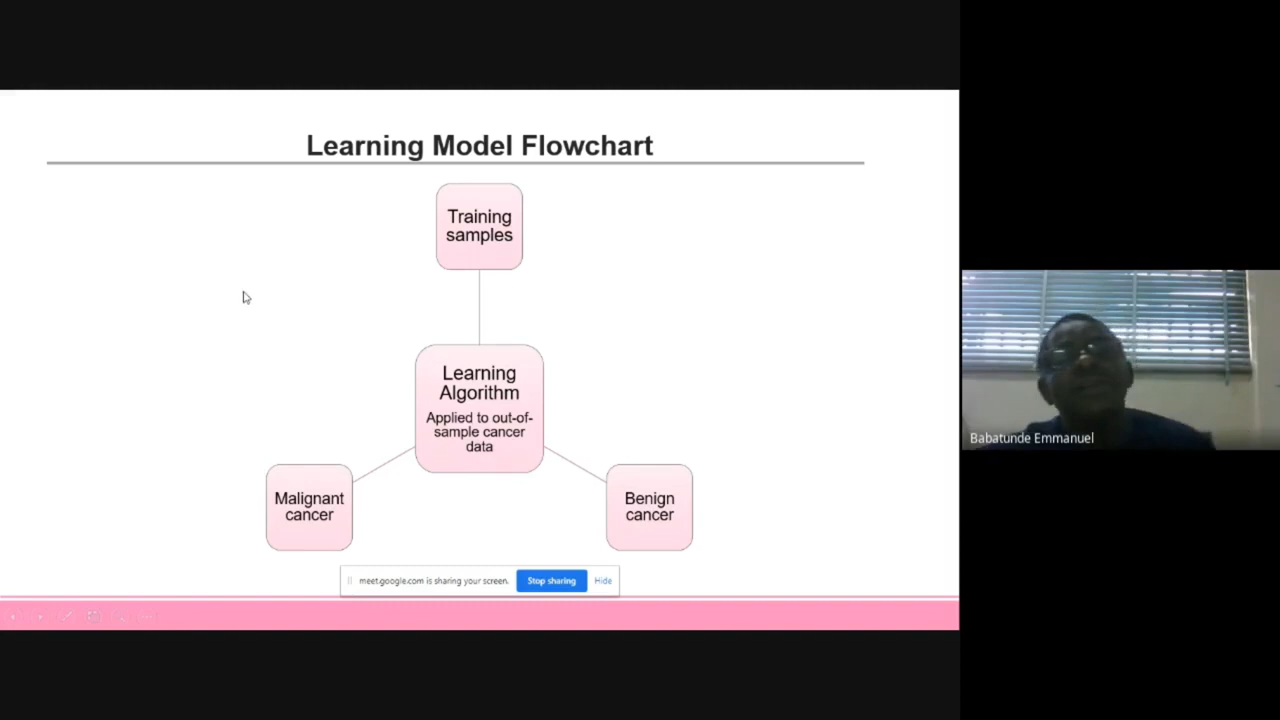 Learning Model Flowchart
Training
samples
Learning
Algorithm
Applied to out-of-
sample cancer
data
Malignant
cancer
Benign
cancer
meet.google.com is sharing your screen.
Stop sharing
Hide
Babatunde Emmanuel